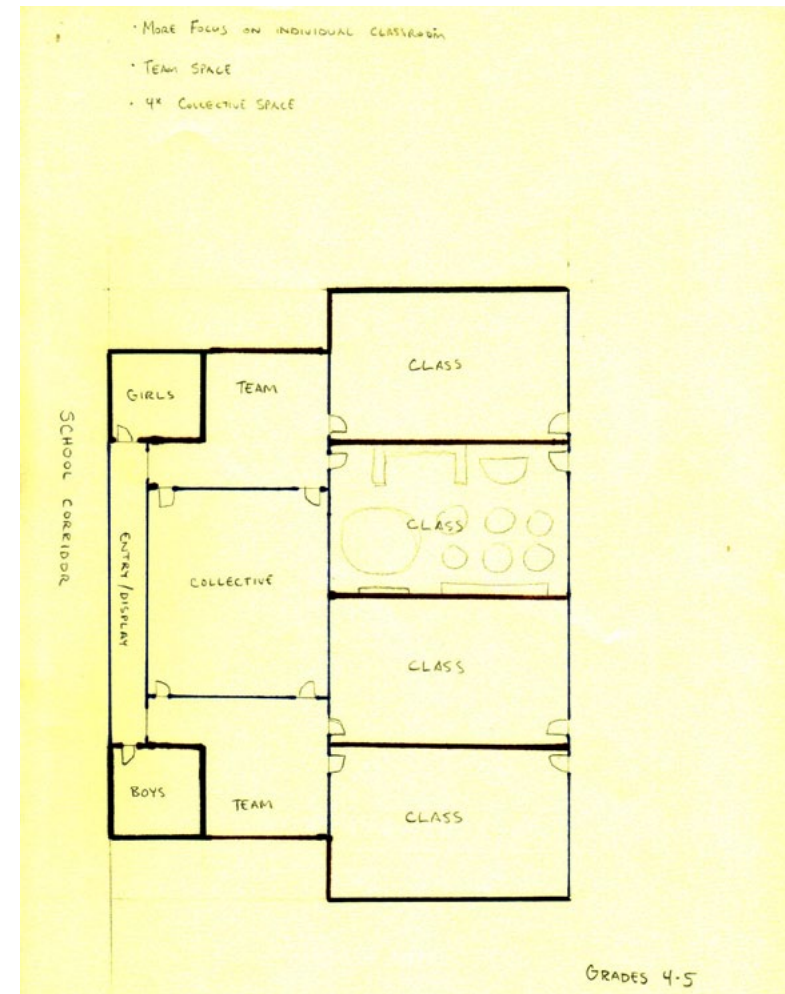 · MORE FOCUS ON INDIVIDUAL CLASSROOM
· TEAM SPACE
· 4X COLLECTIVE SPACE
CLASS
GIRLS
TEAM
SCHOOL CORRIDOR
ENTRY/DISPLAY
CLASS
COLLECTIVE
CLASS
BOYS
TEAM
CLASS
GRADES 4-5